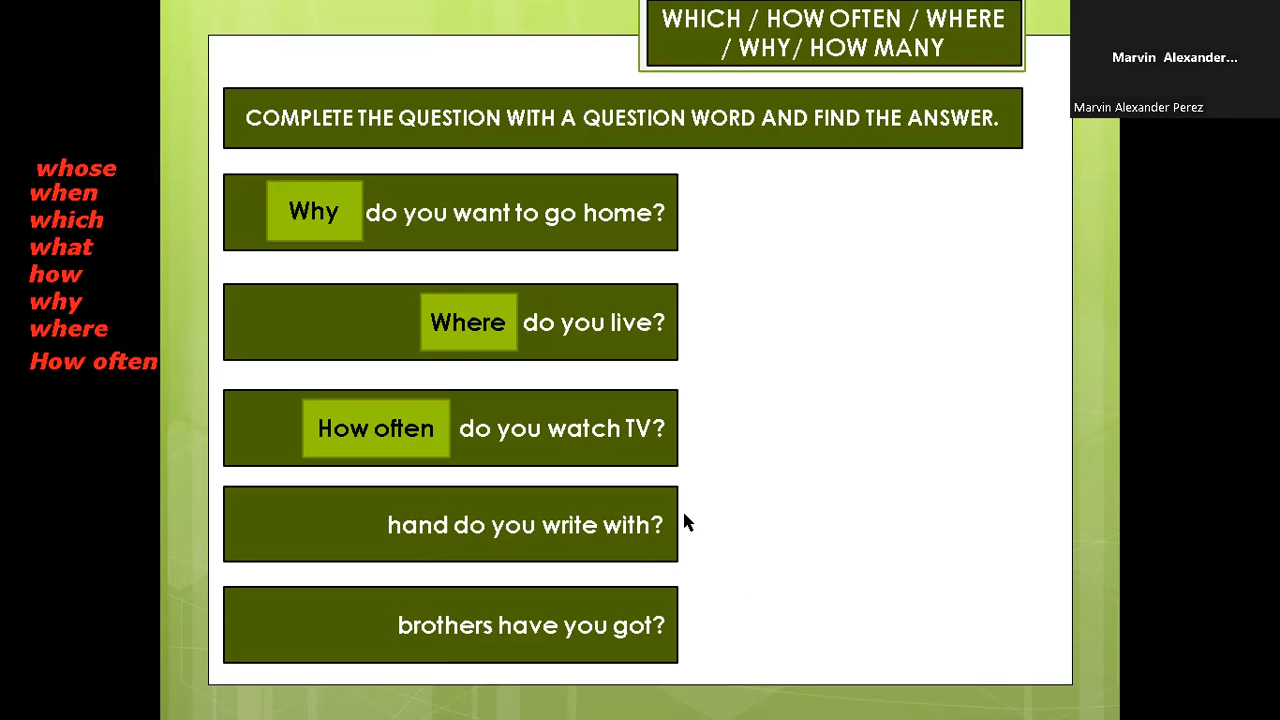 WHICH / HOW OFTEN / WHERE
/ WHY/ HOW MANY
Marvin Alexander...
Marvin Alexander Perez
COMPLETE THE QUESTION WITH A QUESTION WORD AND FIND THE ANSWER.
whose
when
which
what
how
why
where
How often
Why do you want to go home?
Where do you live?
How often do you watch TV?
hand do you write with?
brothers have you got?